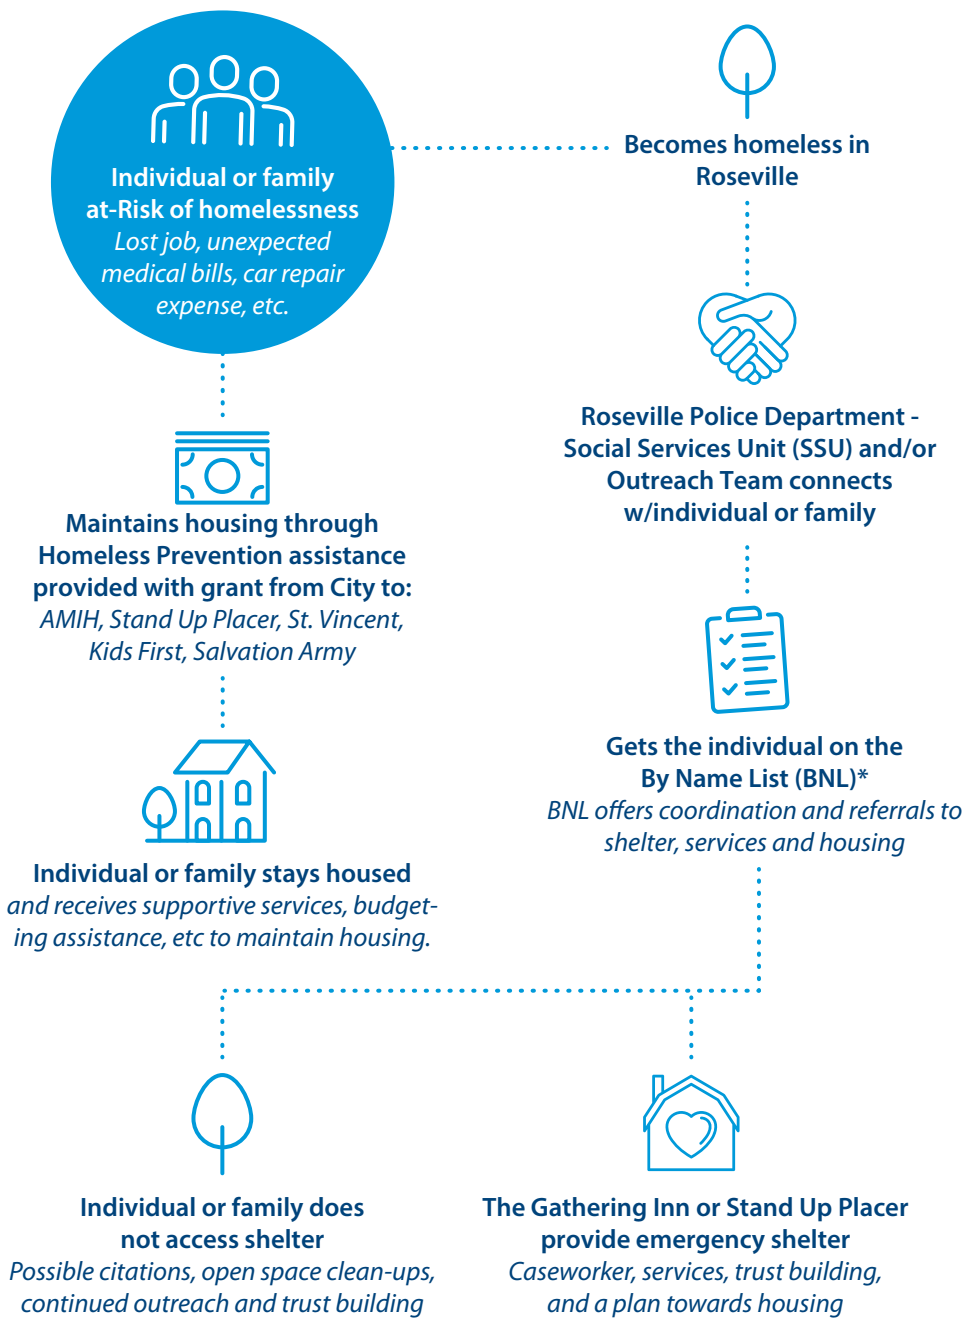 Individual or family
at-Risk of homelessness
Lost job, unexpected
medical bills, car repair
expense, etc.
Becomes homeless in
Roseville
Roseville Police Department -
Social Services Unit (SSU) and/or
Outreach Team connects
w/individual or family
Maintains housing through
Homeless Prevention assistance
provided with grant from City to:
AMIH, Stand Up Placer, St. Vincent,
Kids First, Salvation Army
Gets the individual on the
By Name List (BNL)*
BNL offers coordination and referrals to
shelter, services and housing
Individual or family stays housed
and receives supportive services, budget-
ing assistance, etc to maintain housing.
Individual or family does
not access shelter
Possible citations, open space clean-ups,
continued outreach and trust building
The Gathering Inn or Stand Up Placer
provide emergency shelter
Caseworker, services, trust building,
and a plan towards housing